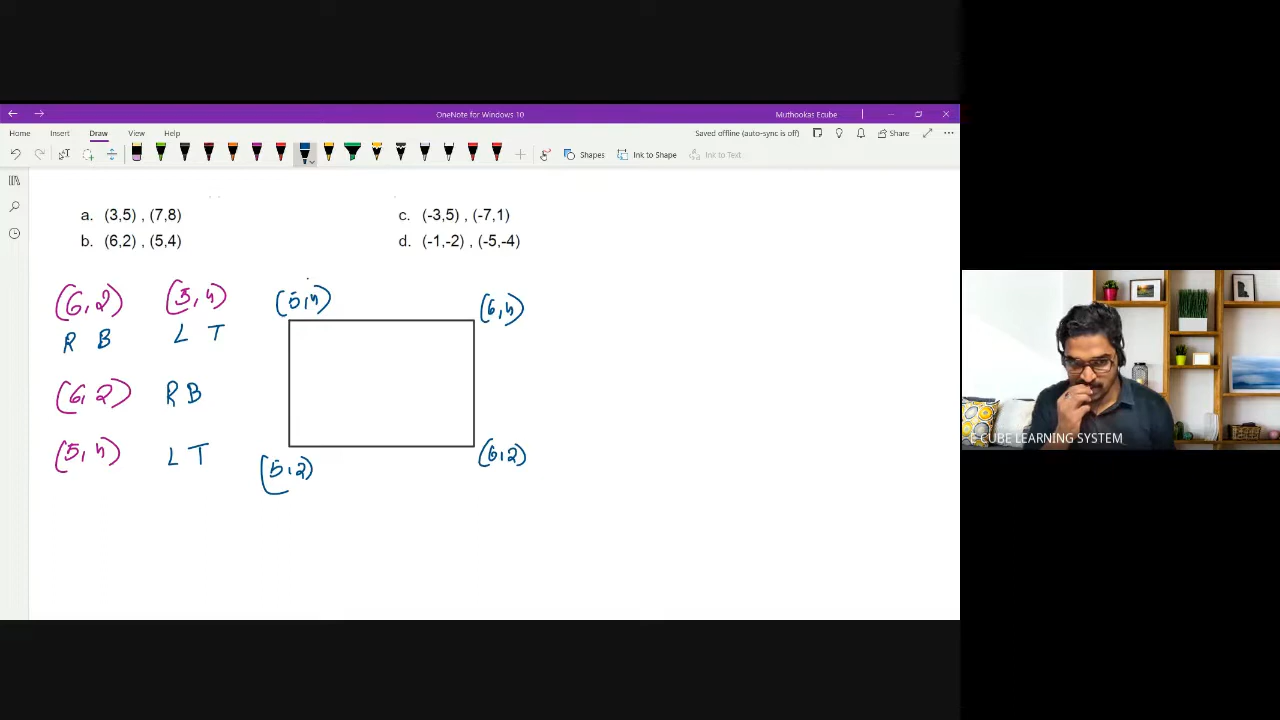 OneNote for Windows 10
Muthookas Ecube
Home Insert Draw View Help
Saved offline (auto-sync is off)
Share
Shapes
Ink to Shape
Ink to Text
a. (3,5) , (7,8)
c. (-3,5) , (-7,1)
b. (6,2) , (5,4)
d. (-1,-2) , (-5,-4)
(6,2) (5,4)
R B L T
(6,2) R B
(5,4) L T
(5,4)
(6,4)
(5,2)
(6,2)
E CUBE LEARNING SYSTEM